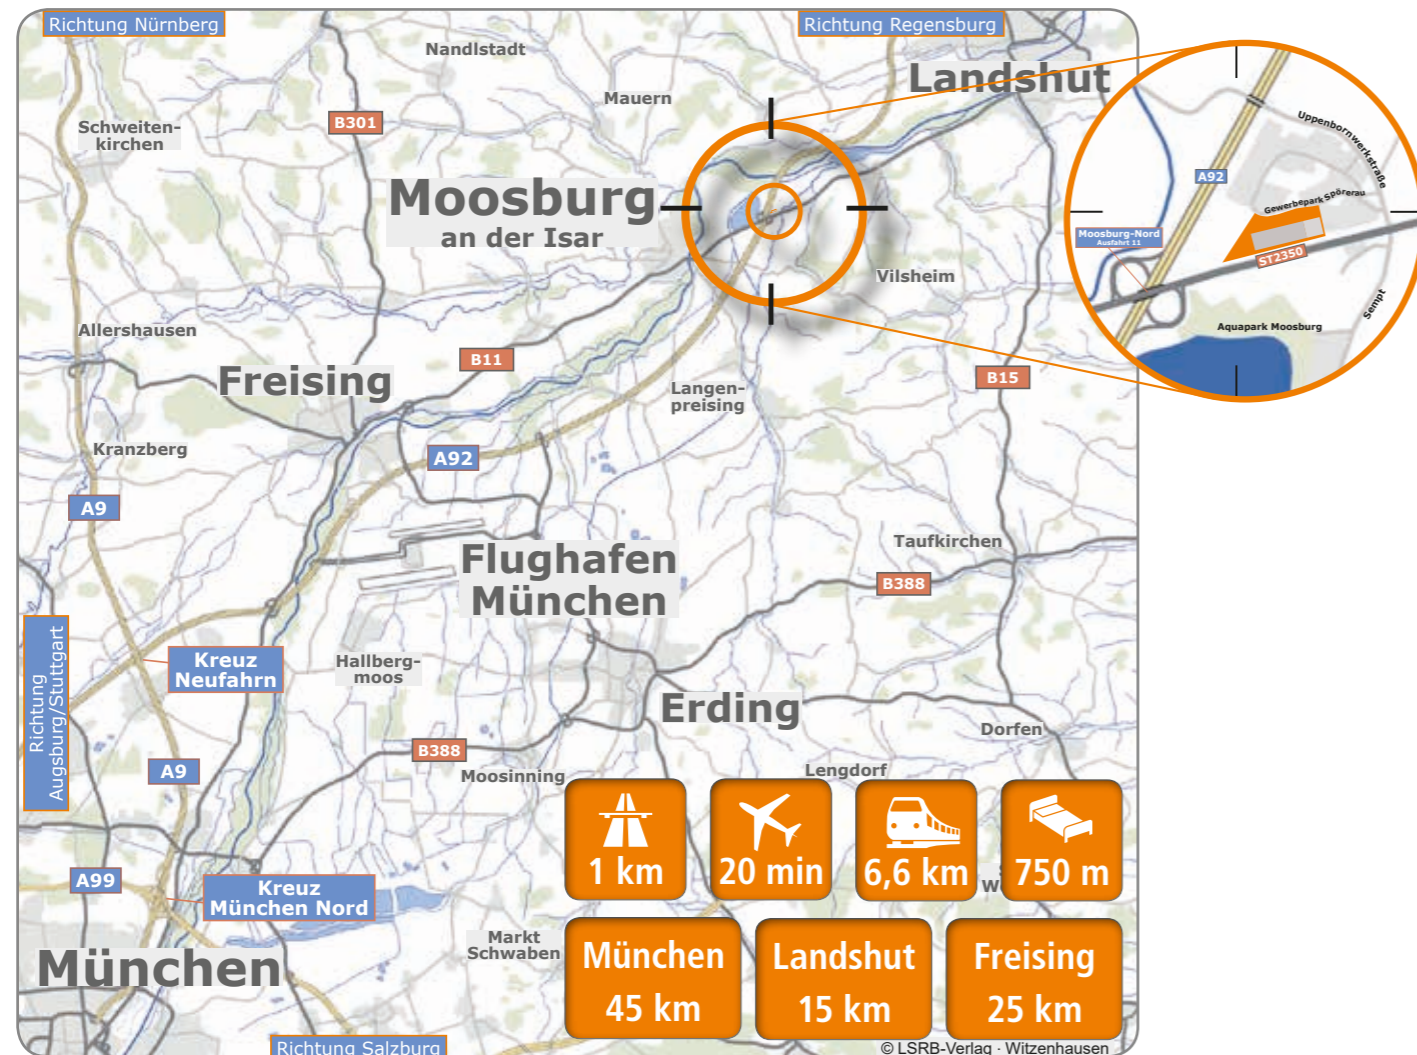 Richtung Nürnberg
Richtung Regensburg
Nandlstadt
Landshut
Mauern
B301
Schweiten-
kirchen
Uppenbornwerkstraße
A92
Moosburg
an der Isar
Gewerbepark Spörerau
Moosburg-Nord
Ausfahrt 11
ST2350
Vilsheim
Sempt
Allershausen
Aquapark Moosburg
B11
Freising
B15
Langen-
preising
Kranzberg
A92
A9
Taufkirchen
Flughafen
München
B388
Richtung
Augsburg/Stuttgart
Kreuz
Neufahrn
Hallberg-
moos
Erding
Dorfen
B388
A9
Moosinning
Lengdorf
1 km
20 min
6,6 km
750 m
A99
Kreuz
München Nord
Markt
Schwaben
München
München
45 km
Landshut
15 km
Freising
25 km
Richtung Salzburg
© LSRB-Verlag · Witzenhausen